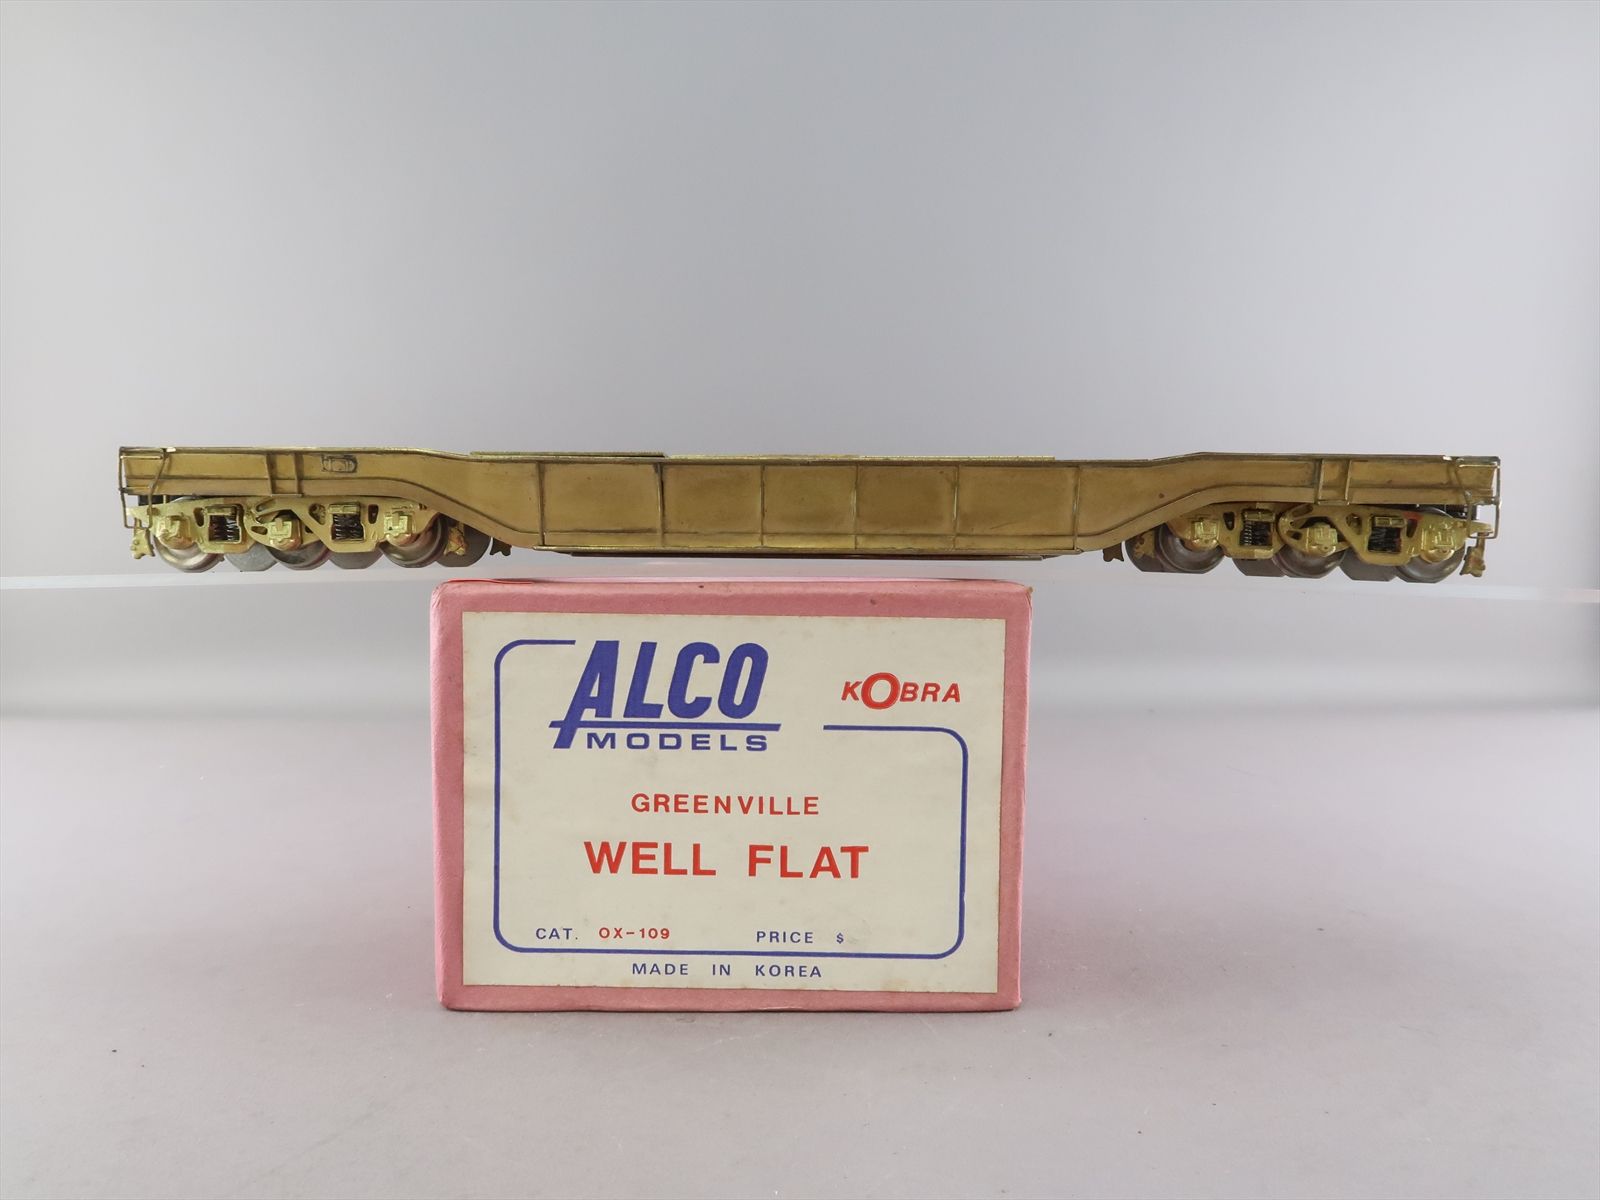 ALCO
MODELS
KOBRA
GREENVILLE
WELL FLAT
CAT. OX-109 PRICE $
MADE IN KOREA